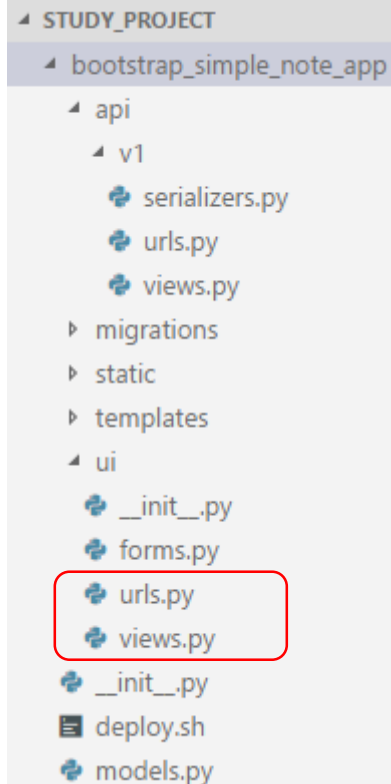 STUDY_PROJECT
bootstrap_simple_note_app
api
v1
serializers.py
urls.py
views.py
migrations
static
templates
ui
__init__.py
forms.py
urls.py
views.py
__init__.py
deploy.sh
models.py